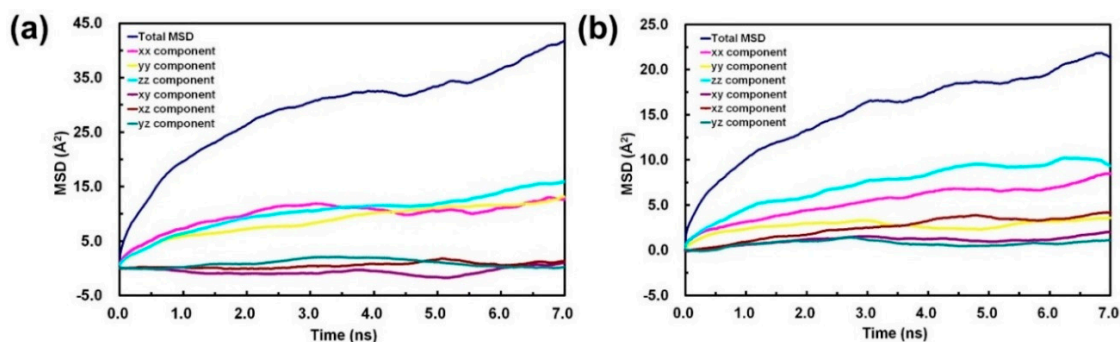 (a)
45.0
35.0
25.0
15.0
5.0
-5.0
MSD (Å²)
Total MSD
xx component
yy component
zz component
xy component
xz component
yz component
0.0 1.0 2.0 3.0 4.0 5.0 6.0 7.0
Time (ns)
(b)
25.0
20.0
15.0
10.0
5.0
0.0
-5.0
MSD (Å²)
Total MSD
xx component
yy component
zz component
xy component
xz component
yz component
0.0 1.0 2.0 3.0 4.0 5.0 6.0 7.0
Time (ns)